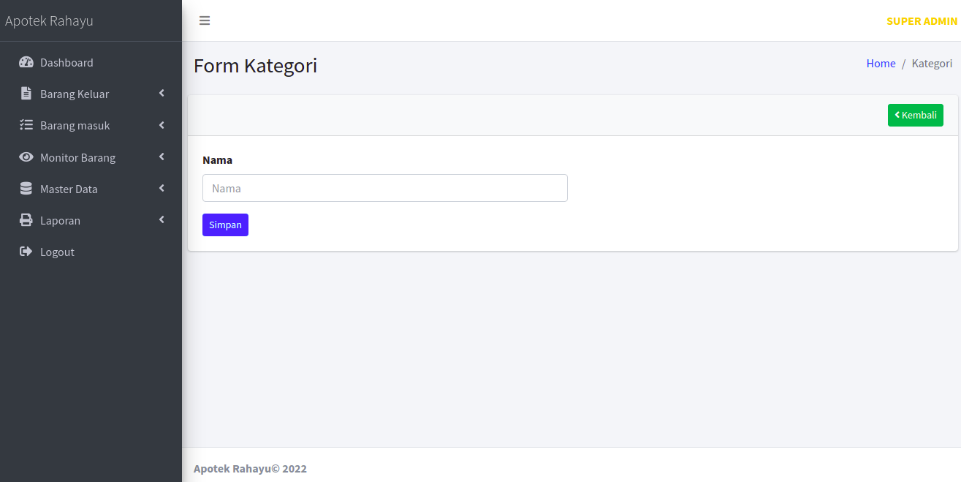 Apotek Rahayu
SUPER ADMIN
Dashboard
Barang Keluar
Barang masuk
Monitor Barang
Master Data
Laporan
Logout
Form Kategori
Home / Kategori
Kembali
Nama
Nama
Simpan
Apotek Rahayu© 2022